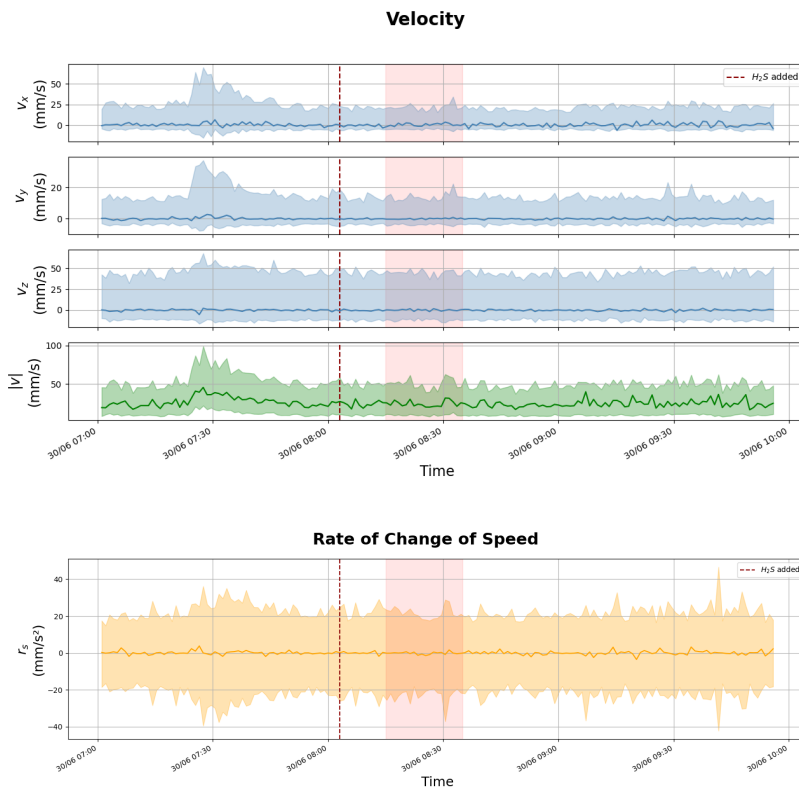 Velocity
50
25
0
vₓ
(mm/s)
H₂S added
20
0
v_y
(mm/s)
50
25
0
v_z
(mm/s)
100
50
|v|
(mm/s)
30/06 07:00
30/06 07:30
30/06 08:00
30/06 08:30
30/06 09:00
30/06 09:30
30/06 10:00
Time
Rate of Change of Speed
40
20
0
−20
−40
r_s
(mm/s²)
H₂S added
30/06 07:00
30/06 07:30
30/06 08:00
30/06 08:30
30/06 09:00
30/06 09:30
30/06 10:00
Time